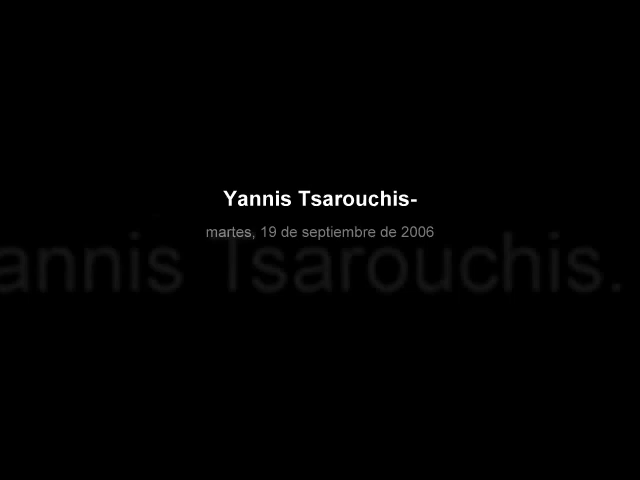 Yannis Tsarouchis-
martes, 19 de septiembre de 2006
annis Tsarouchis.